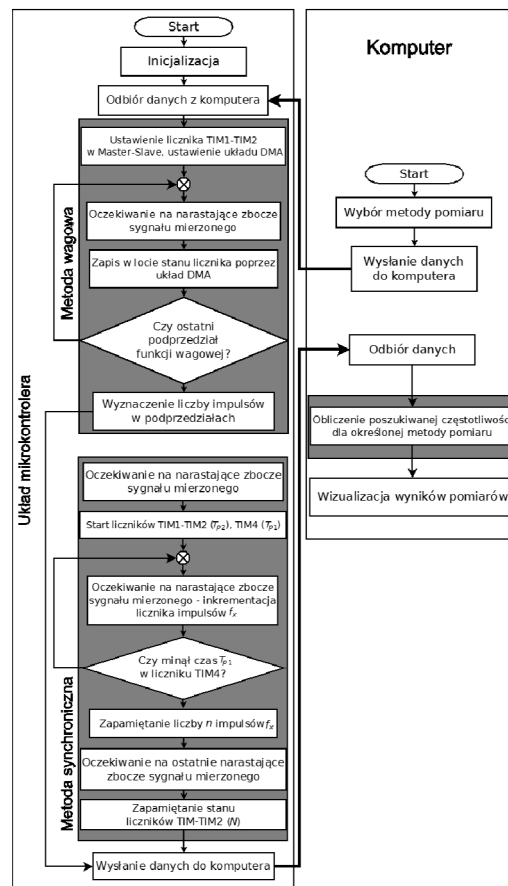 Układ mikrokontrolera
Start
Inicjalizacja
Odbiór danych z komputera
Metoda wagowa
Ustawienie licznika TIM1-TIM2
w Master-Slave, ustawienie układu DMA
Oczekiwanie na narastające zbocze
sygnału mierzonego
Zapis w locie stanu licznika poprzez
układ DMA
Czy ostatni
podprzedział
funkcji wagowej?
Wyznaczenie liczby impulsów
w podprzedziałach
Metoda synchroniczna
Oczekiwanie na narastające zbocze
sygnału mierzonego
Start liczników TIM1-TIM2 (Tp2), TIM4 (Tp1)
Oczekiwanie na narastające zbocze
sygnału mierzonego - inkrementacja
licznika impulsów fx
Czy minął czas Tp1
w liczniku TIM4?
Zapamiętanie liczby n impulsów fx
Oczekiwanie na ostatnie narastające
zbocze sygnału mierzonego
Zapamiętanie stanu
liczników TIM-TIM2 (N)
Wysłanie danych do komputera
Komputer
Start
Wybór metody pomiaru
Wysłanie danych
do komputera
Odbiór danych
Obliczenie poszukiwanej częstotliwośc
dla określonej metody pomiaru
Wizualizacja wyników pomiarów